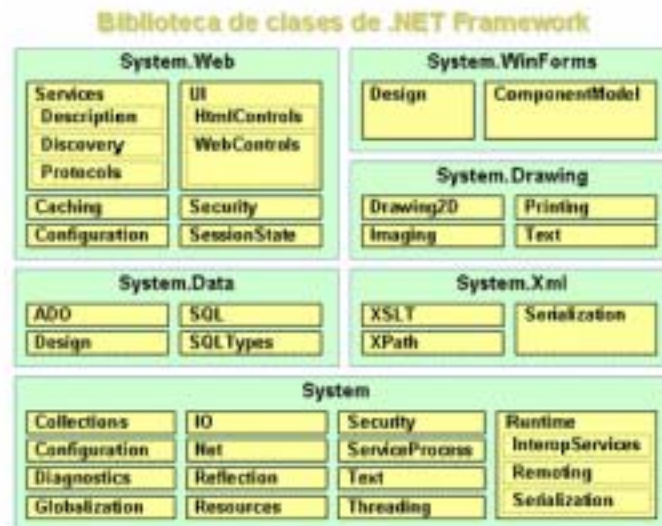 Biblioteca de clases de .NET Framework
System.Web
Services
Description
Discovery
Protocols
UI
HtmlControls
WebControls
Caching
Security
Configuration
SessionState
System.WinForms
Design
ComponentModel
System.Drawing
Drawing2D
Printing
Imaging
Text
System.Data
ADO
SQL
Design
SQLTypes
System.Xml
XSLT
Serialization
XPath
System
Collections
IO
Security
Configuration
Net
ServiceProcess
Diagnostics
Reflection
Text
Globalization
Resources
Threading
Runtime
InteropServices
Remoting
Serialization